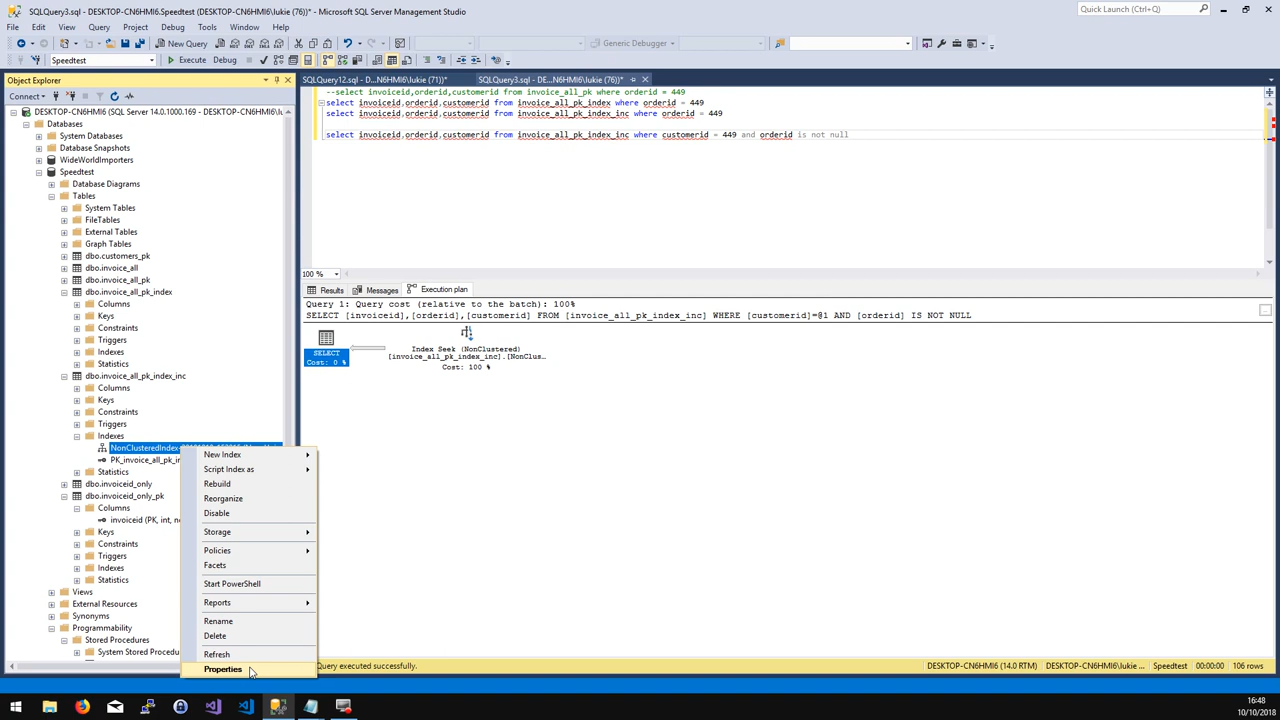 SQLQuery3.sql - DESKTOP-CN6HMI6.Speedtest (DESKTOP-CN6HMI6\lukie (76))* - Microsoft SQL Server Management Studio
Quick Launch (Ctrl+Q)
File Edit View Query Project Debug Tools Window Help
New Query
Generic Debugger
Speedtest
Execute Debug
Object Explorer
SQLQuery12.sql - D...N6HMI6\lukie (71))*
SQLQuery3.sql - DE...N6HMI6\lukie (76))*
Connect
DESKTOP-CN6HMI6 (SQL Server 14.0.1000.169 - DESKTOP-CN6HMI6\lu
Databases
System Databases
Database Snapshots
WideWorldImporters
Speedtest
Database Diagrams
Tables
System Tables
FileTables
External Tables
Graph Tables
dbo.customers_pk
dbo.invoice_all
dbo.invoice_all_pk
dbo.invoice_all_pk_index
Columns
Keys
Constraints
Triggers
Indexes
Statistics
dbo.invoice_all_pk_index_inc
Columns
Keys
Constraints
Triggers
Indexes
NonClusteredIndex
PK_invoice_all_pk_in
Statistics
dbo.invoiceid_only
dbo.invoiceid_only_pk
Columns
invoiceid (PK, int, no
Keys
Constraints
Triggers
Indexes
Statistics
Views
External Resources
Synonyms
Programmability
Stored Procedures
System Stored Procedu
New Index
Script Index as
Rebuild
Reorganize
Disable
Storage
Policies
Facets
Start PowerShell
Reports
Rename
Delete
Refresh
Properties
--select invoiceid,orderid,customerid from invoice_all_pk where orderid = 449
select invoiceid,orderid,customerid from invoice_all_pk_index where orderid = 449
select invoiceid,orderid,customerid from invoice_all_pk_index_inc where orderid = 449
select invoiceid,orderid,customerid from invoice_all_pk_index_inc where customerid = 449 and orderid is not null
100 %
Results Messages Execution plan
Query 1: Query cost (relative to the batch): 100%
SELECT [invoiceid],[orderid],[customerid] FROM [invoice_all_pk_index_inc] WHERE [customerid]=@1 AND [orderid] IS NOT NULL
SELECT
Cost: 0 %
Index Seek (NonClustered)
[invoice_all_pk_index_inc].[NonClus...
Cost: 100 %
Query executed successfully.
DESKTOP-CN6HMI6 (14.0 RTM)
DESKTOP-CN6HMI6\lukie ...
Speedtest
00:00:00
106 rows
16:48
10/10/2018